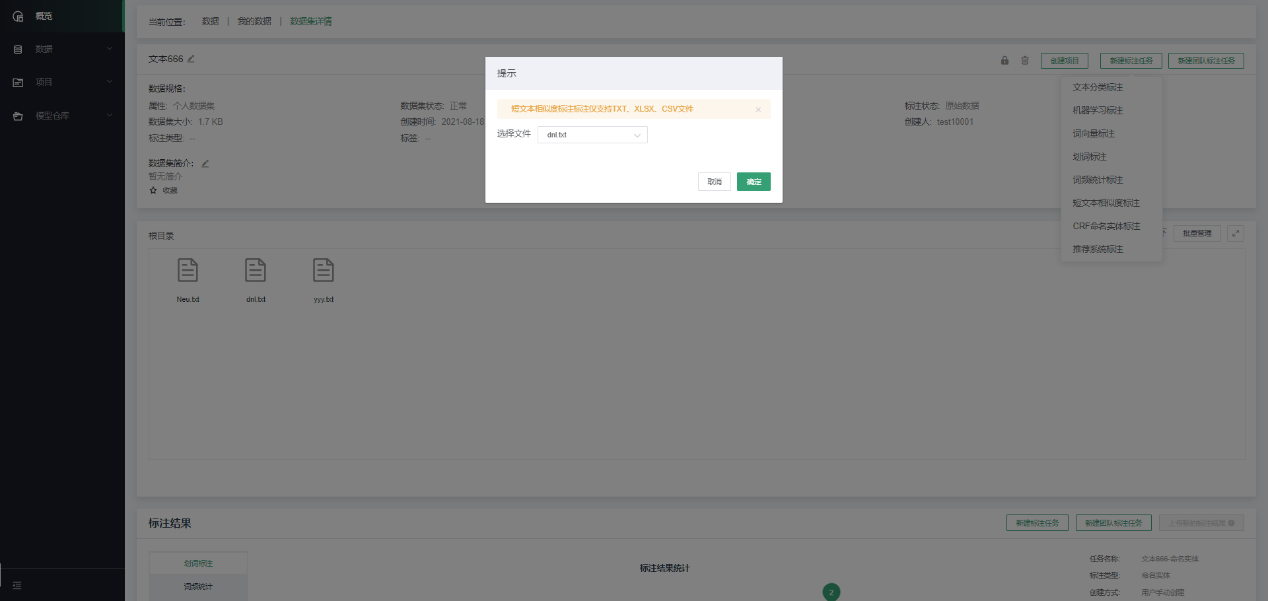 概览
数据
项目
模型仓库
当前位置： 数据 | 我的数据 | 数据集详情
文本666
创建项目 新建标注任务 新建团队标注任务
数据规格：
属性： 个人数据集
数据集状态： 正常
标注状态： 原始数据
数据集大小： 1.7 KB
创建时间： 2021-08-18
创建人： test10001
标注类型： --
标签： --
数据集简介：
暂无简介
收藏
提示
短文本相似度标注标注仅支持TXT、XLSX、CSV文件
选择文件 dnl.txt
取消 确定
文本分类标注
机器学习标注
词向量标注
划词标注
词频统计标注
短文本相似度标注
CRF命名实体标注
推荐系统标注
根目录
批量管理
Neu.txt dnl.txt yyy.txt
标注结果
新建标注任务 新建团队标注任务
划词标注
词频统计
标注结果统计
2
任务名称: 文本666-命名实体
标注类型: 命名实体
创建方式: 用户手动创建